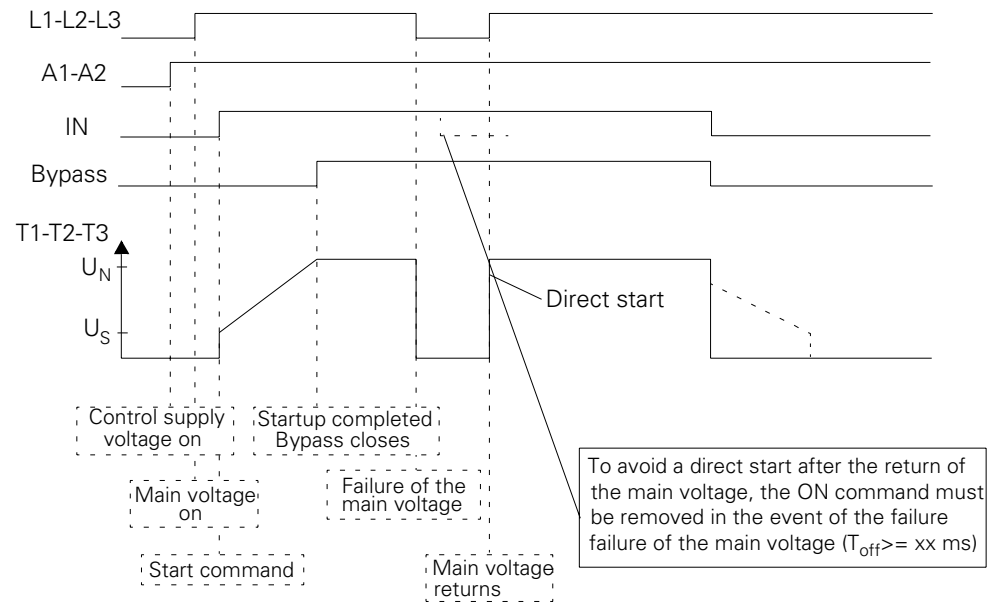 L1-L2-L3
A1-A2
IN
Bypass
T1-T2-T3
U_N
U_S
Direct start
Control supply
voltage on
Startup completed
Bypass closes
Main voltage
on
Failure of the
main voltage
Start command
Main voltage
returns
To avoid a direct start after the return of
the main voltage, the ON command must
be removed in the event of the failure
failure of the main voltage (T_off>= xx ms)